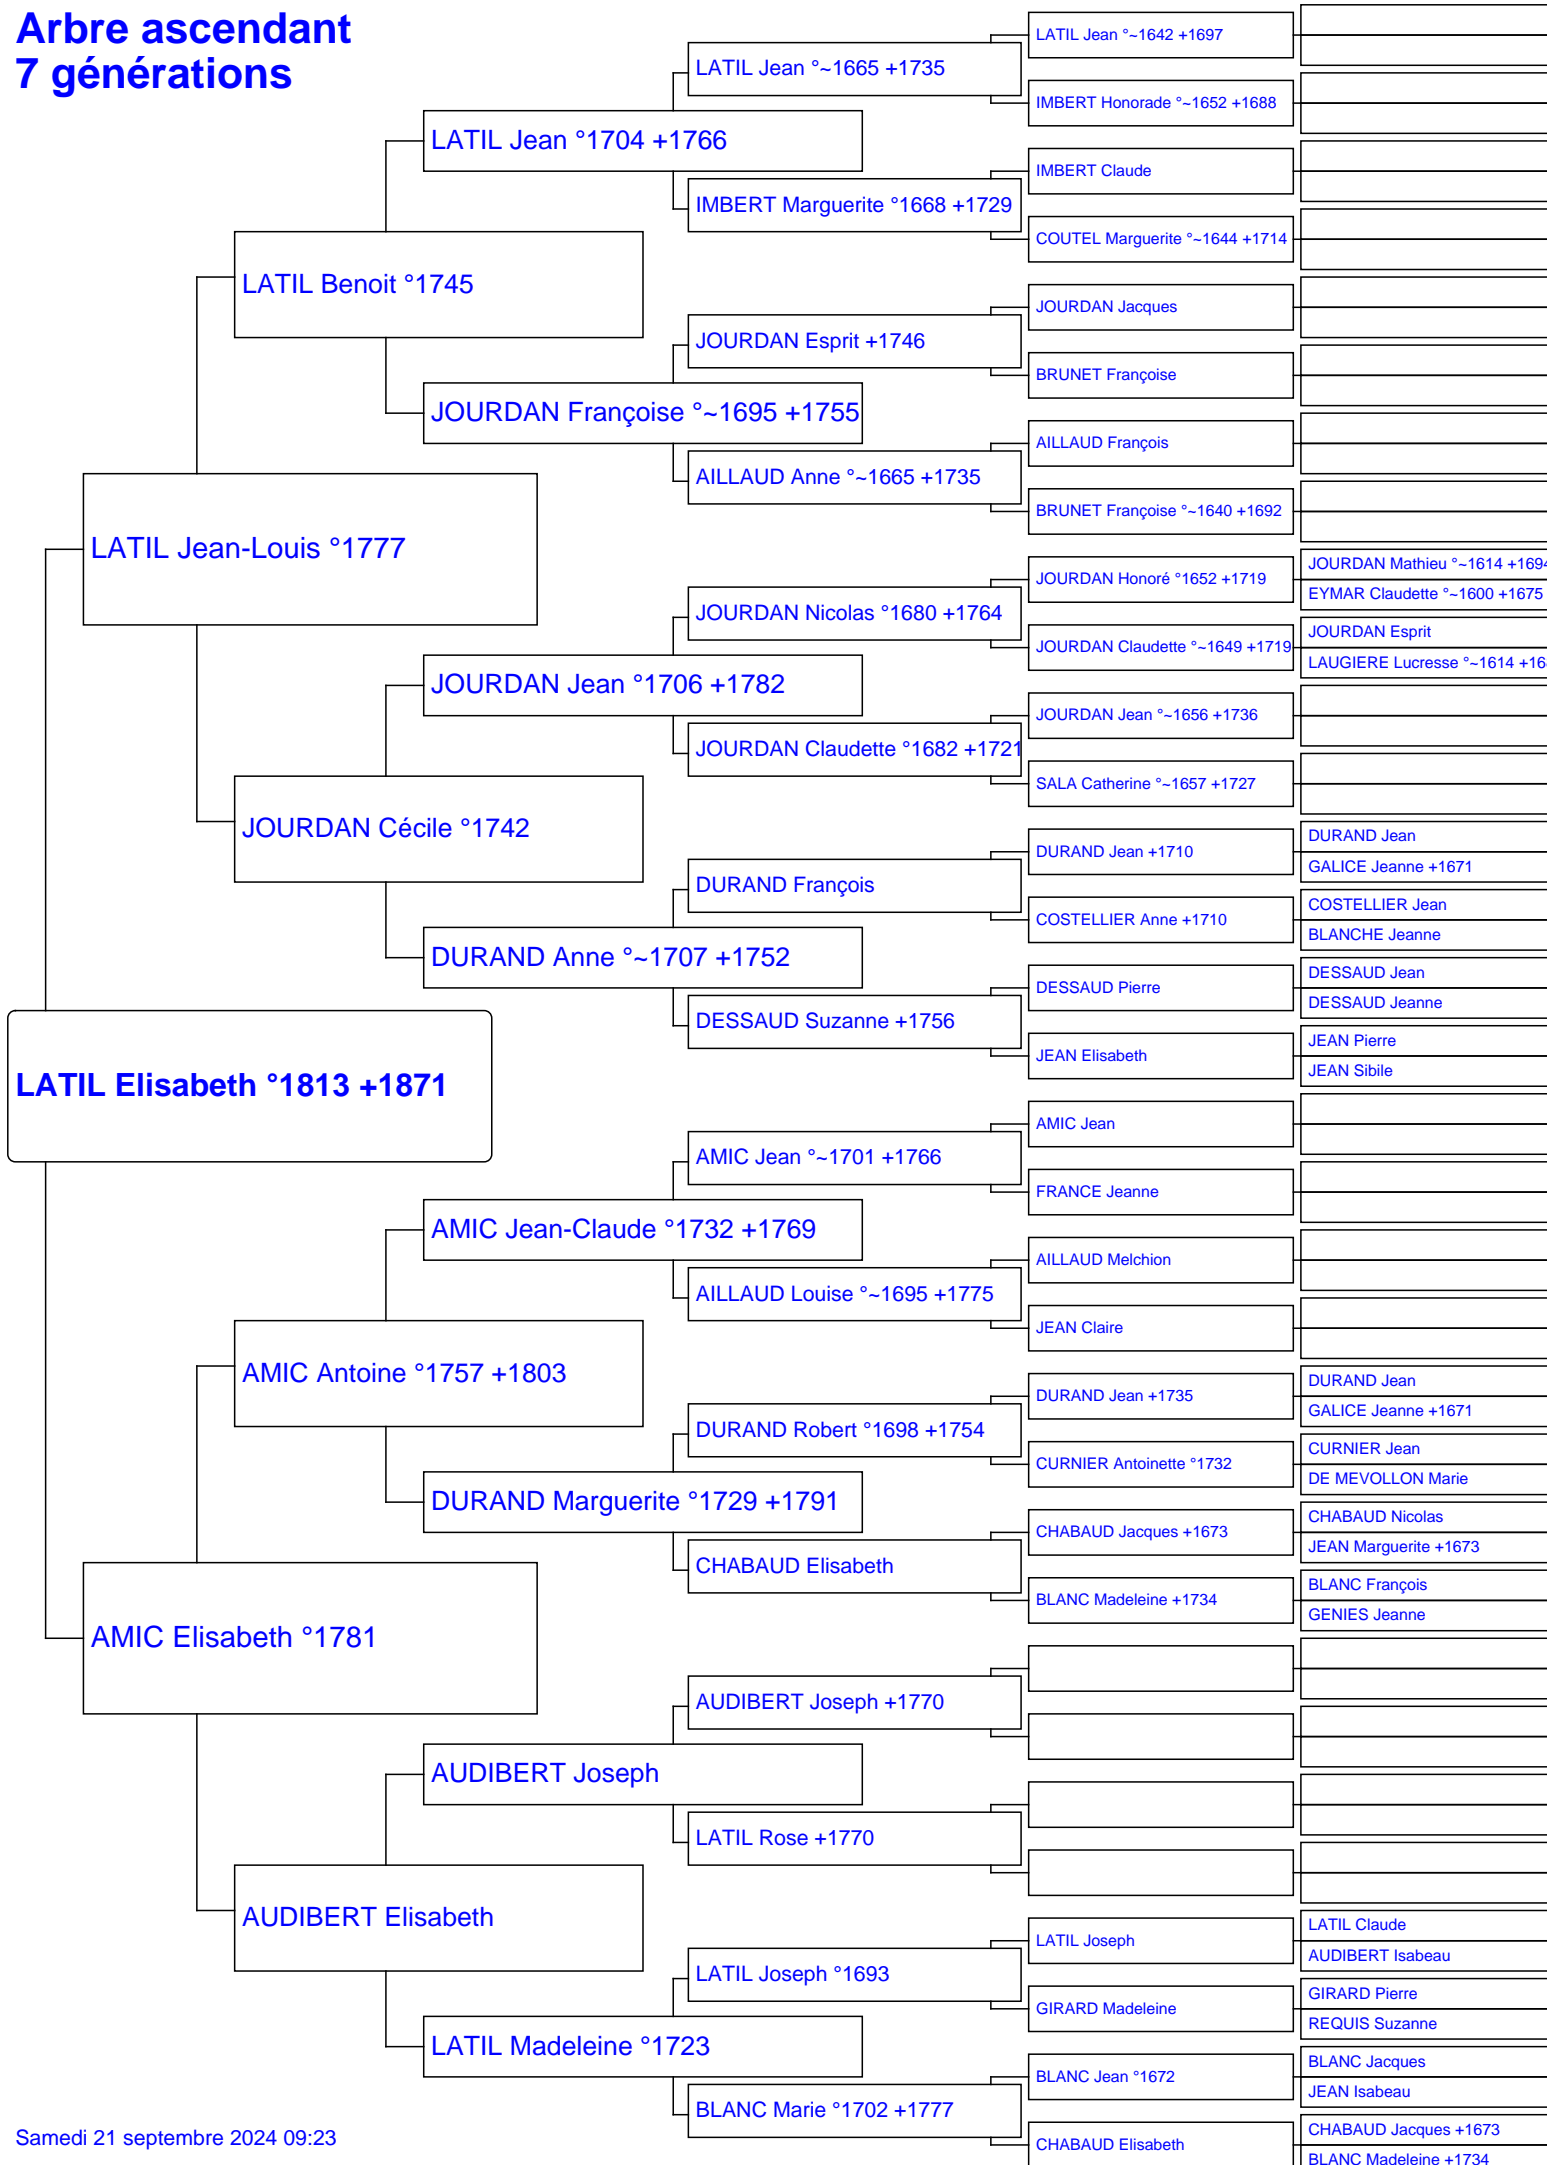 Arbre ascendant
7 générations
LATIL Elisabeth °1813 +1871
LATIL Jean-Louis °1777
AMIC Elisabeth °1781
LATIL Benoit °1745
JOURDAN Cécile °1742
AMIC Antoine °1757 +1803
AUDIBERT Elisabeth
LATIL Jean °1704 +1766
JOURDAN Françoise °~1695 +1755
JOURDAN Jean °1706 +1782
DURAND Anne °~1707 +1752
AMIC Jean-Claude °1732 +1769
DURAND Marguerite °1729 +1791
AUDIBERT Joseph
LATIL Madeleine °1723
LATIL Jean °~1665 +1735
IMBERT Marguerite °1668 +1729
JOURDAN Esprit +1746
AILLAUD Anne °~1665 +1735
JOURDAN Nicolas °1680 +1764
JOURDAN Claudette °1682 +1721
DURAND François
DESSAUD Suzanne +1756
AMIC Jean °~1701 +1766
AILLAUD Louise °~1695 +1775
DURAND Robert °1698 +1754
CHABAUD Elisabeth
AUDIBERT Joseph +1770
LATIL Rose +1770
LATIL Joseph °1693
BLANC Marie °1702 +1777
LATIL Jean °~1642 +1697
IMBERT Honorade °~1652 +1688
IMBERT Claude
COUTEL Marguerite °~1644 +1714
JOURDAN Jacques
BRUNET Françoise
AILLAUD François
BRUNET Françoise °~1640 +1692
JOURDAN Honoré °1652 +1719
JOURDAN Claudette °~1649 +1719
JOURDAN Jean °~1656 +1736
SALA Catherine °~1657 +1727
DURAND Jean +1710
COSTELLIER Anne +1710
DESSAUD Pierre
JEAN Elisabeth
AMIC Jean
FRANCE Jeanne
AILLAUD Melchion
JEAN Claire
DURAND Jean +1735
CURNIER Antoinette °1732
CHABAUD Jacques +1673
BLANC Madeleine +1734
LATIL Joseph
GIRARD Madeleine
BLANC Jean °1672
CHABAUD Elisabeth
JOURDAN Mathieu °~1614 +1694
EYMAR Claudette °~1600 +1675
JOURDAN Esprit
LAUGIERE Lucresse °~1614
DURAND Jean
GALICE Jeanne +1671
COSTELLIER Jean
BLANCHE Jeanne
DESSAUD Jean
DESSAUD Jeanne
JEAN Pierre
JEAN Sibile
DURAND Jean
GALICE Jeanne +1671
CURNIER Jean
DE MEVOLLON Marie
CHABAUD Nicolas
JEAN Marguerite +1673
BLANC François
GENIES Jeanne
LATIL Claude
AUDIBERT Isabeau
GIRARD Pierre
REQUIS Suzanne
BLANC Jacques
JEAN Isabeau
CHABAUD Jacques +1673
BLANC Madeleine +1734
Samedi 21 septembre 2024 09:23